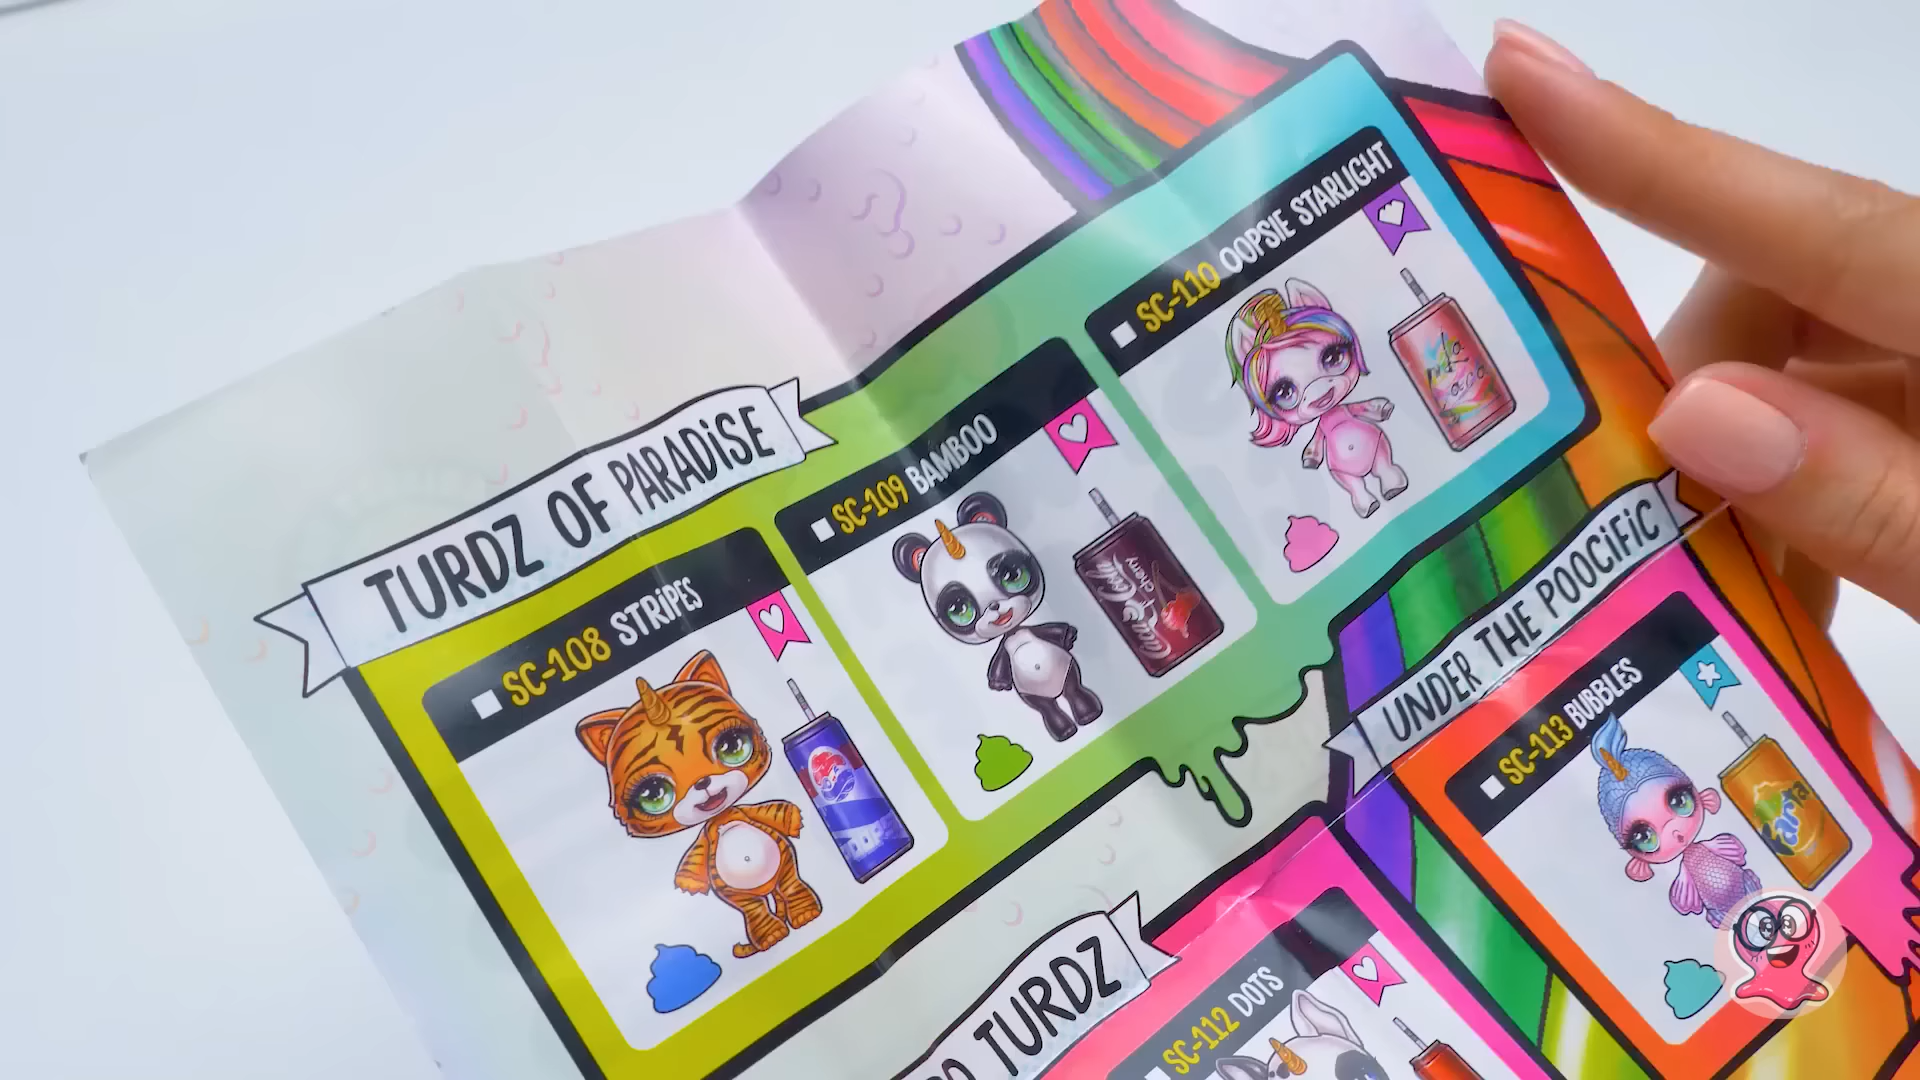 TURDZ OF PARADISE
SC-108 STRIPES
SC-109 BAMBOO
SC-110 OOPSIE STARLIGHT
UNDER THE POOCIFIC
SC-113 BUBBLES
TURDZ
SC-112 DOTS
Cherry